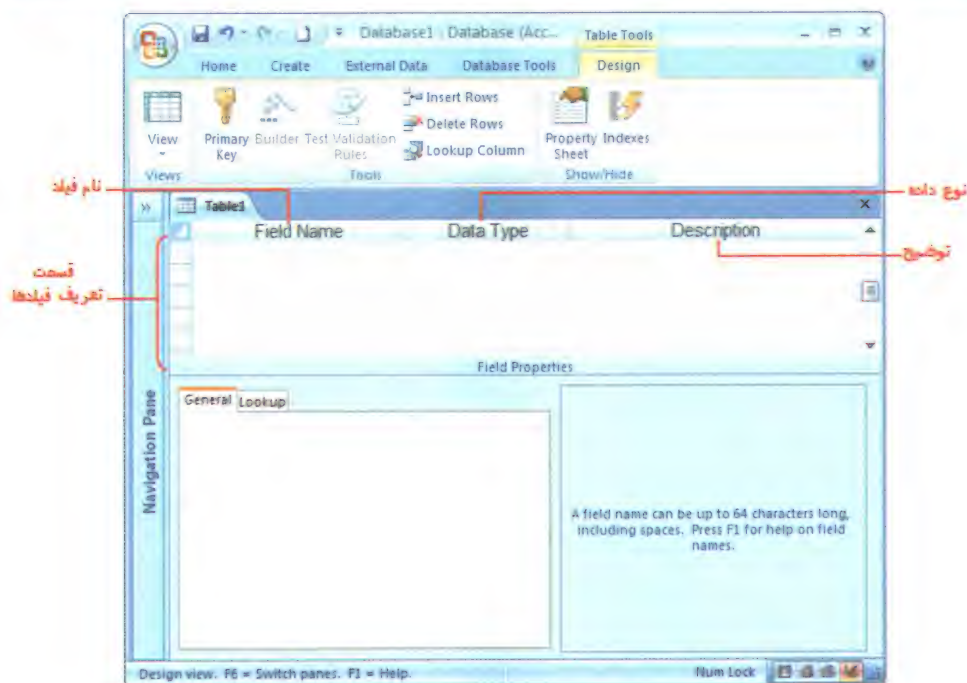 Database1 : Database (Acc... Table Tools
Home Create External Data Database Tools Design
View
Views
Primary Key
Builder
Test Validation Rules
Insert Rows
Delete Rows
Lookup Column
Tools
Property Sheet
Indexes
Show/Hide
نام فیلد
نوع داده
Table1
Field Name Data Type Description
توضیح
قسمت
تعریف فیلدها
Field Properties
Navigation Pane
General Lookup
A field name can be up to 64 characters long,
including spaces. Press F1 for help on field
names.
Design view. F6 = Switch panes. F1 = Help. Num Lock